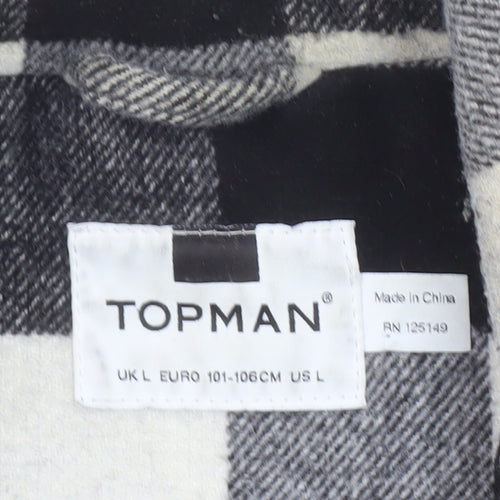 TOPMAN®
UK L EURO 101-106CM US L
Made in China
RN 125149